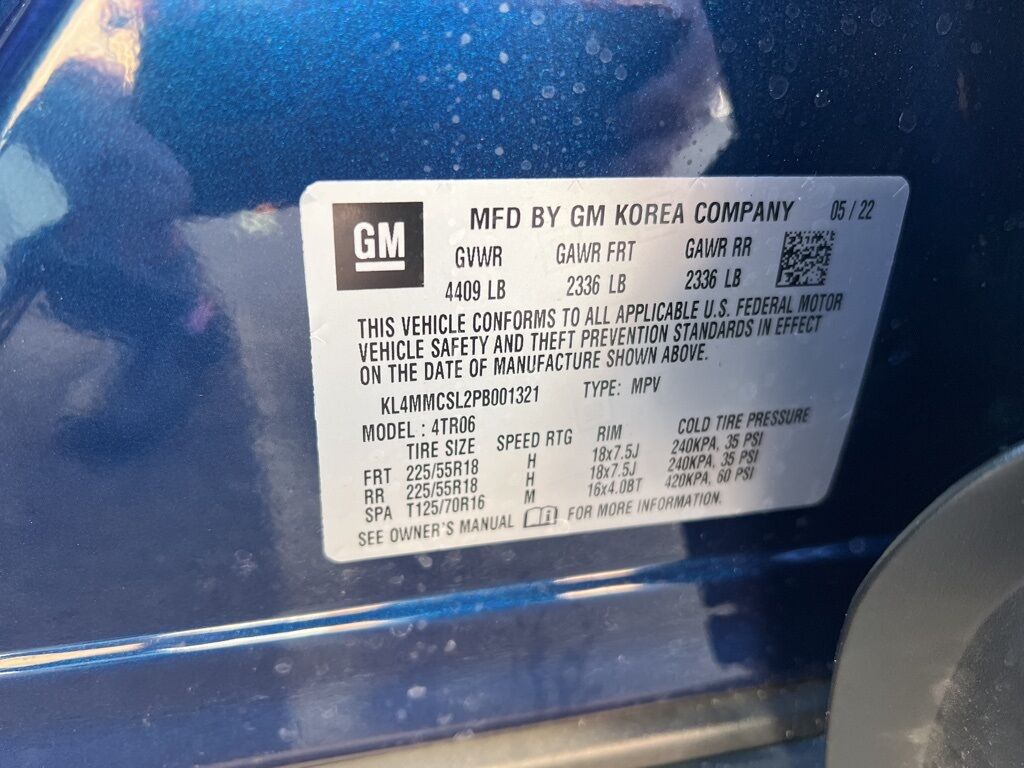 GM
MFD BY GM KOREA COMPANY 05/22
GVWR GAWR FRT GAWR RR
4409 LB 2336 LB 2336 LB
THIS VEHICLE CONFORMS TO ALL APPLICABLE U.S. FEDERAL MOTOR
VEHICLE SAFETY AND THEFT PREVENTION STANDARDS IN EFFECT
ON THE DATE OF MANUFACTURE SHOWN ABOVE.
KL4MMCSL2PB001321 TYPE: MPV
MODEL : 4TR06
TIRE SIZE SPEED RTG RIM COLD TIRE PRESSURE
FRT 225/55R18 H 18x7.5J 240KPA, 35 PSI
RR 225/55R18 H 18x7.5J 240KPA, 35 PSI
SPA T125/70R16 M 16x4.0BT 420KPA, 60 PSI
SEE OWNER'S MANUAL FOR MORE INFORMATION.